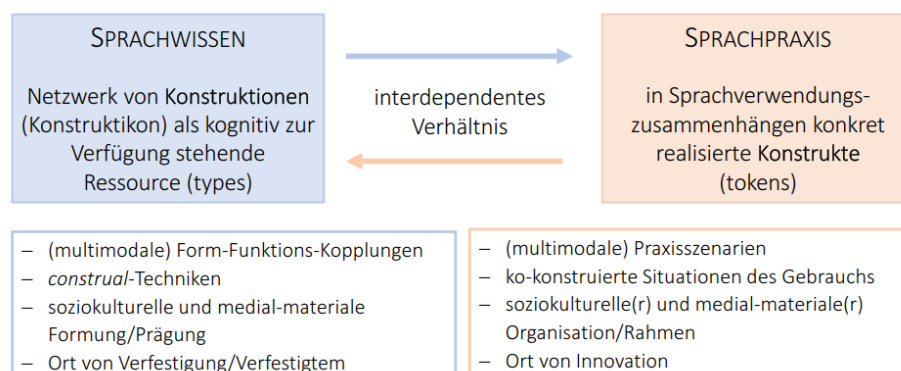 SPRACHWISSEN
Netzwerk von Konstruktionen
(Konstruktikon) als kognitiv zur
Verfügung stehende
Ressource (types)
interdependentes
Verhältnis
SPRACHPRAXIS
in Sprachverwendungs-
zusammenhängen konkret
realisierte Konstrukte
(tokens)
– (multimodale) Form-Funktions-Kopplungen
– construal-Techniken
– soziokulturelle und medial-materiale
Formung/Prägung
– Ort von Verfestigung/Verfestigtem
– (multimodale) Praxisszenarien
– ko-konstruierte Situationen des Gebrauchs
– soziokulturelle(r) und medial-materiale(r)
Organisation/Rahmen
– Ort von Innovation